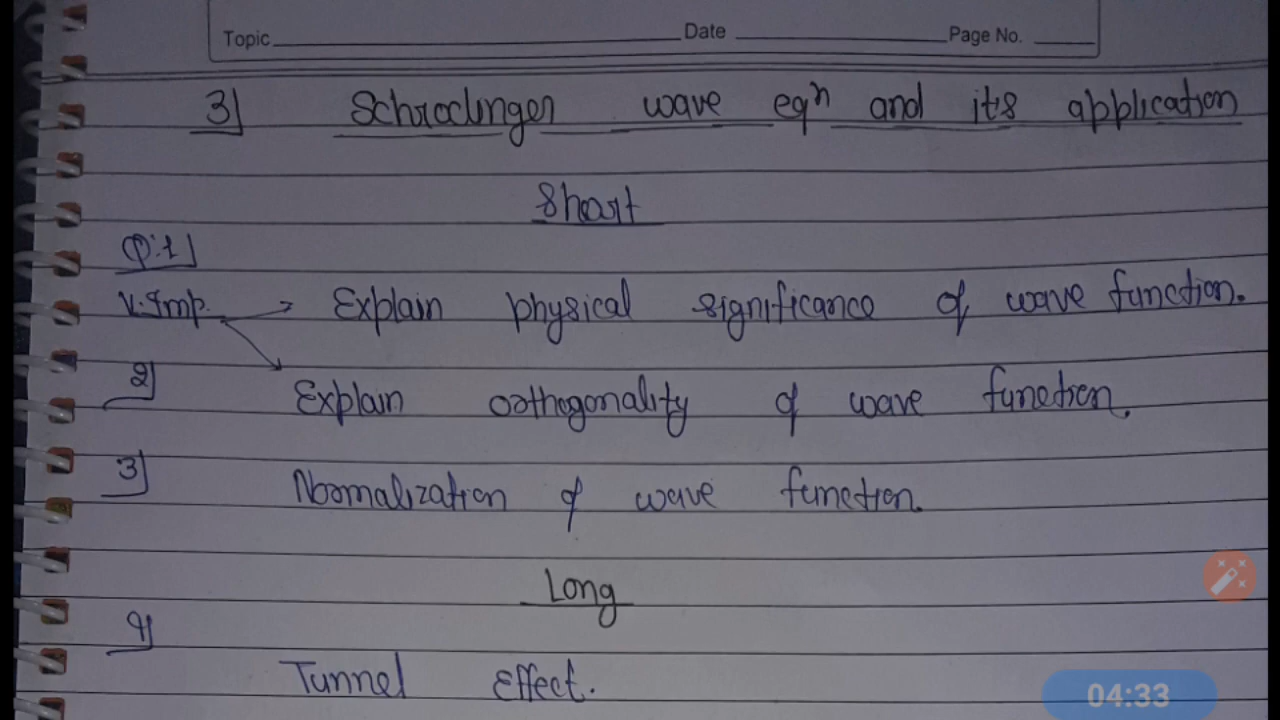 Topic Date Page No.
3] Schrodinger wave eqn and it's application
Short
Q.1]
V.Imp. → Explain physical significance of wave function.
2] Explain orthogonality of wave function.
3] Normalization of wave function.
Long
Tunnel Effect.
04:33